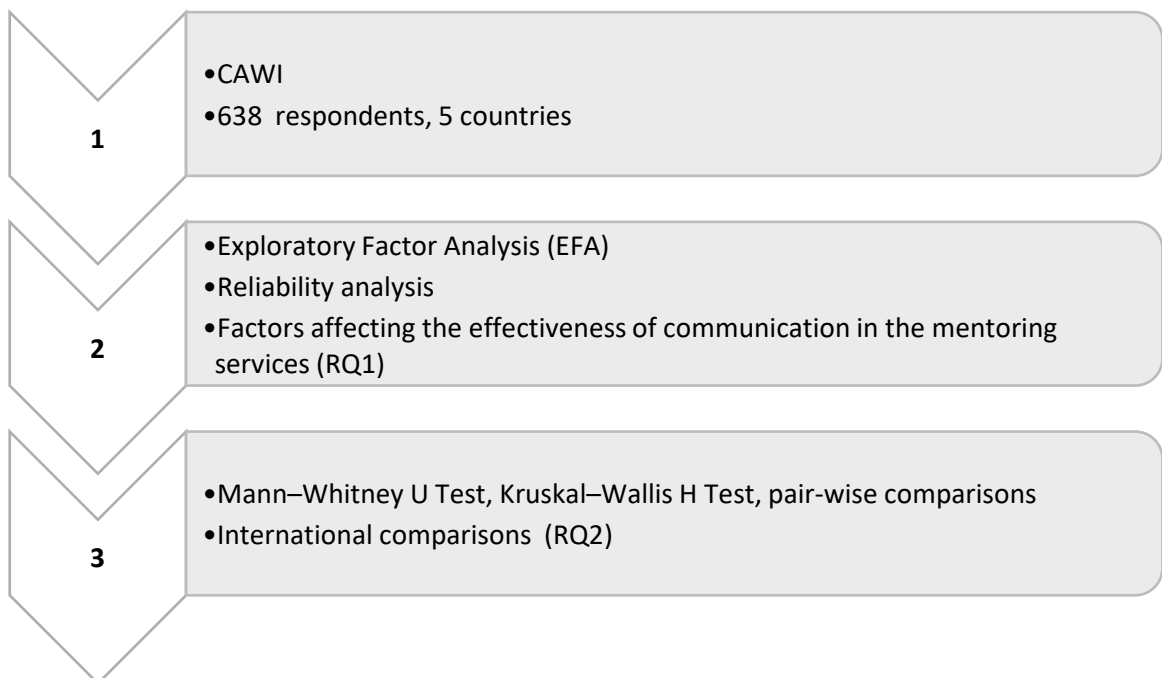 1
•CAWI
•638 respondents, 5 countries
2
•Exploratory Factor Analysis (EFA)
•Reliability analysis
•Factors affecting the effectiveness of communication in the mentoring
services (RQ1)
3
•Mann–Whitney U Test, Kruskal–Wallis H Test, pair-wise comparisons
•International comparisons (RQ2)